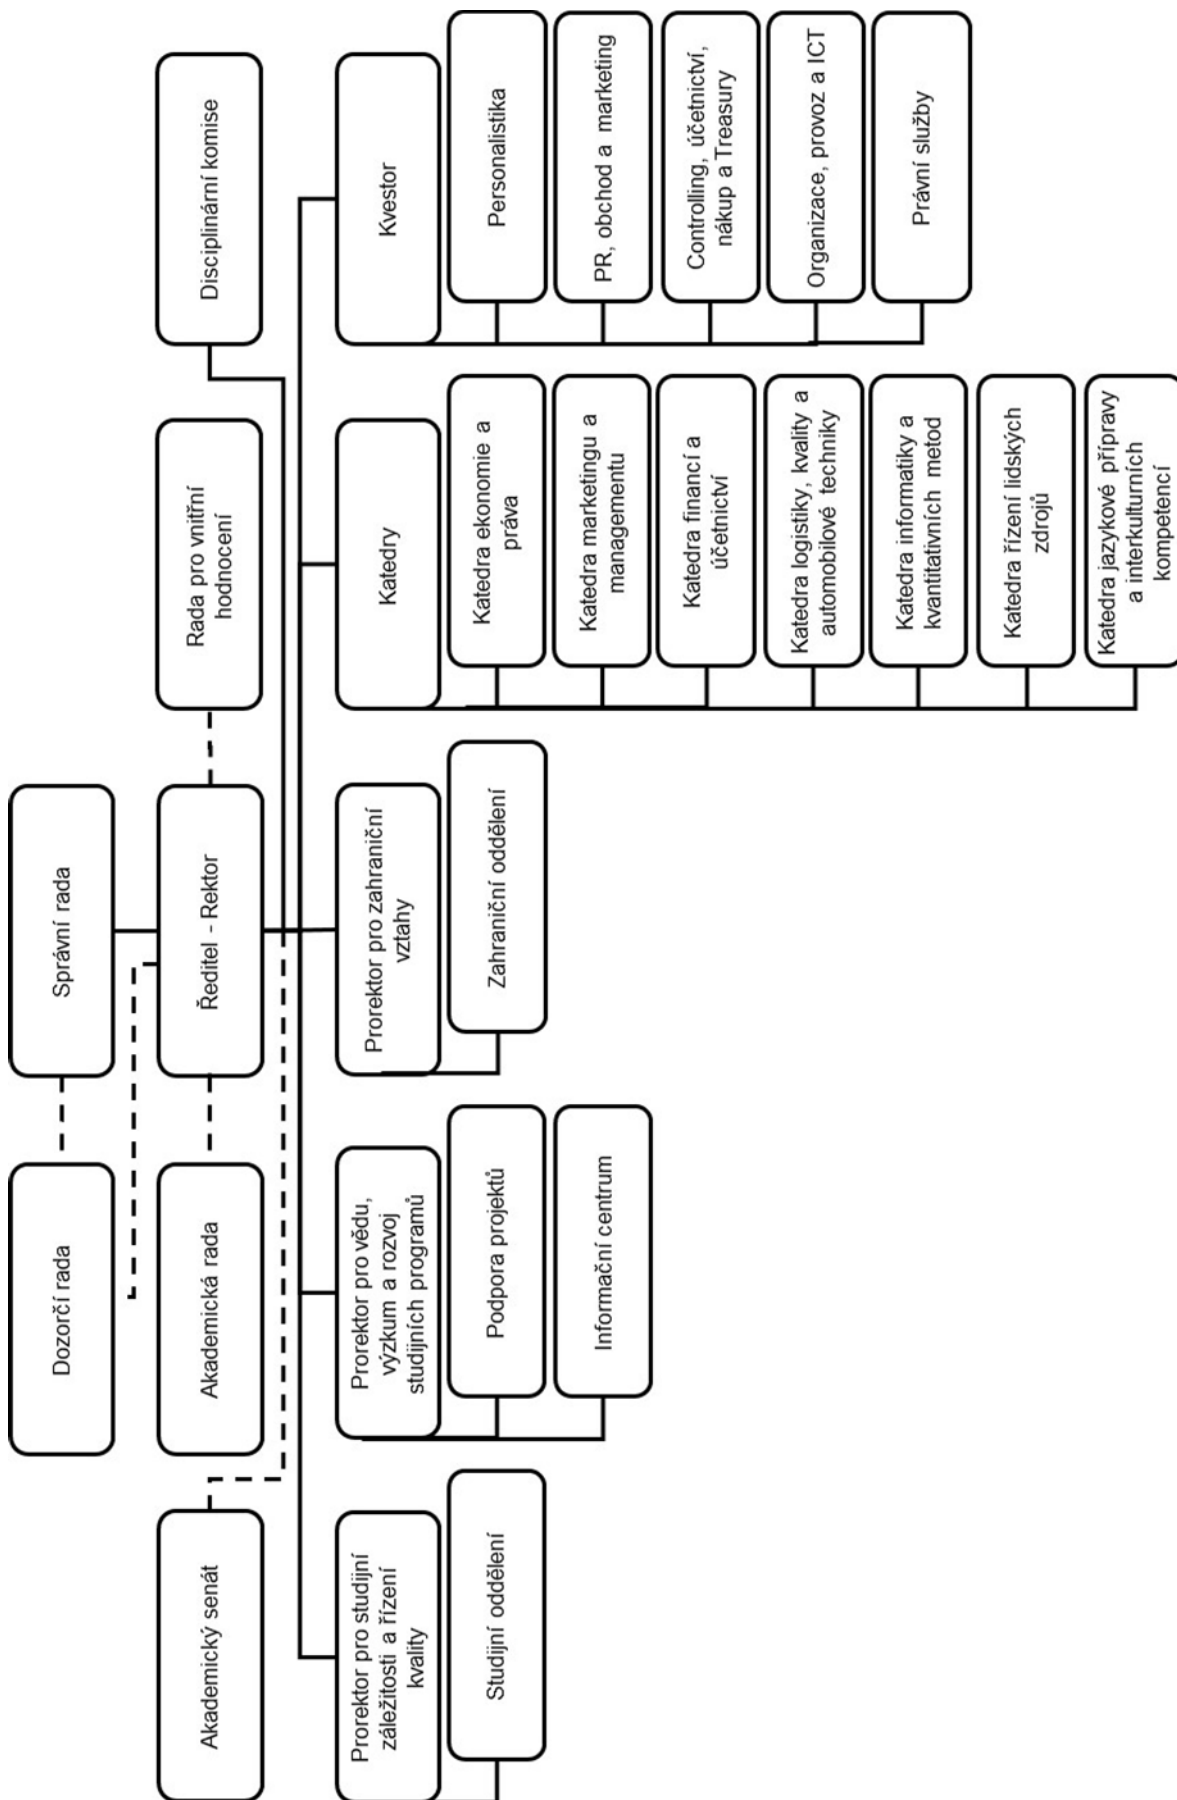 Dozorčí rada
Správní rada
Akademický senát
Akademická rada
Ředitel - Rektor
Rada pro vnitřní
hodnocení
Disciplinární komise
Prorektor pro studijní
záležitosti a řízení
kvality
Studijní oddělení
Prorektor pro vědu,
výzkum a rozvoj
studijních programů
Podpora projektů
Informační centrum
Prorektor pro zahraniční
vztahy
Zahraniční oddělení
Katedry
Katedra ekonomie a
práva
Katedra marketingu a
managementu
Katedra financí a
účetnictví
Katedra logistiky, kvality a
automobilové techniky
Katedra informatiky a
kvantitativních metod
Katedra řízení lidských
zdrojů
Katedra jazykové přípravy
a interkulturních
kompetencí
Kvestor
Personalistika
PR, obchod a marketing
Controlling, účetnictví,
nákup a Treasury
Organizace, provoz a ICT
Právní služby